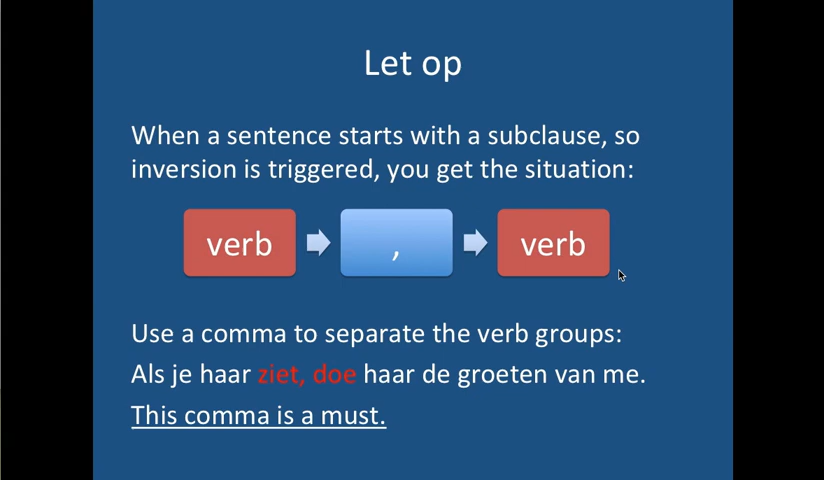 Let op
When a sentence starts with a subclause, so
inversion is triggered, you get the situation:
verb , verb
Use a comma to separate the verb groups:
Als je haar ziet, doe haar de groeten van me.
This comma is a must.